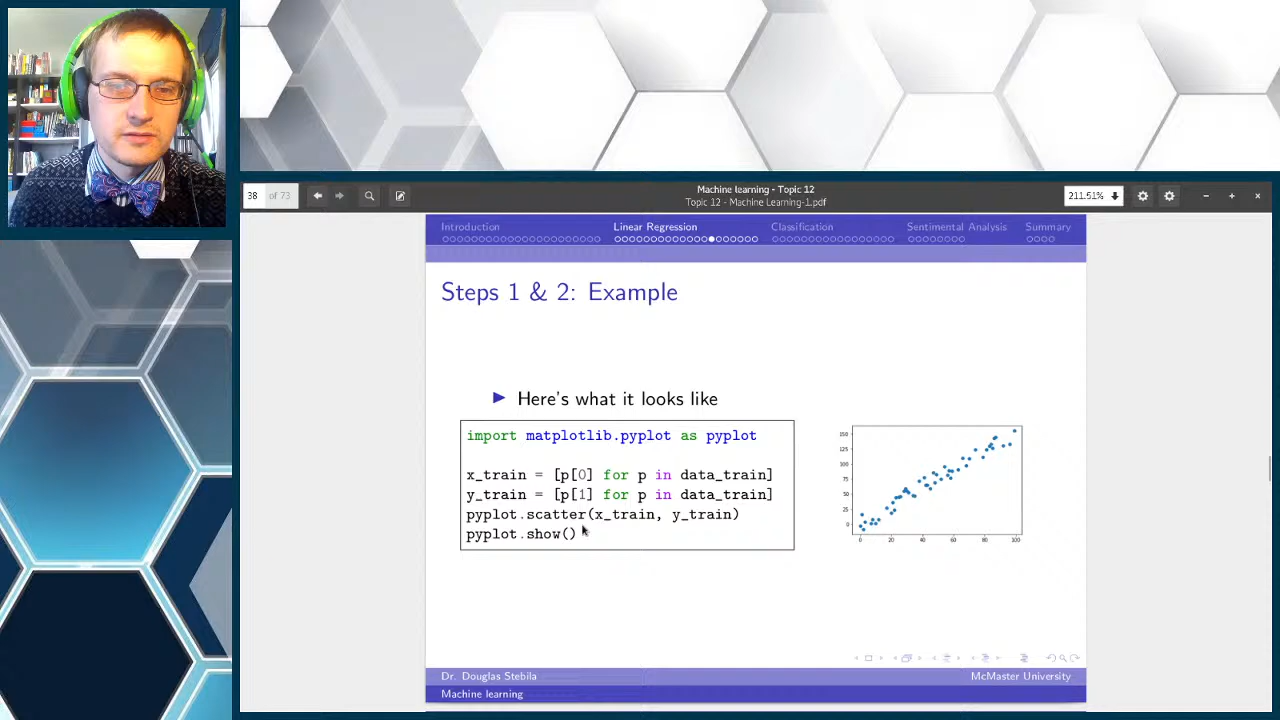 38 of 73
Machine learning - Topic 12
Topic 12 - Machine Learning-1.pdf
211.51%
Introduction Linear Regression Classification Sentimental Analysis Summary
Steps 1 & 2: Example
Here's what it looks like
import matplotlib.pyplot as pyplot
x_train = [p[0] for p in data_train]
y_train = [p[1] for p in data_train]
pyplot.scatter(x_train, y_train)
pyplot.show()
150
125
100
75
50
25
0
0 20 40 60 80 100
Dr. Douglas Stebila McMaster University
Machine learning